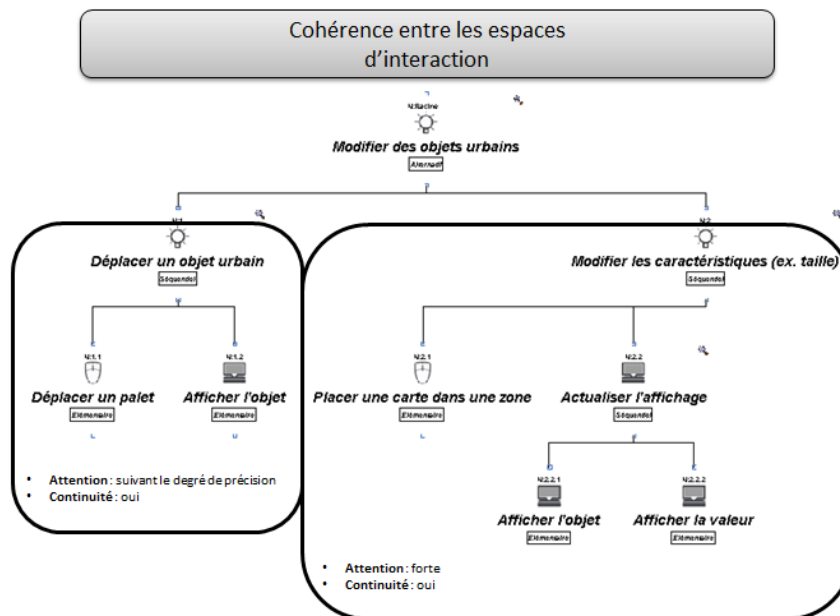 Cohérence entre les espaces
d'interaction
N:Racine
Modifier des objets urbains
Alternatif
N:1
Déplacer un objet urbain
Séquentiel
N:2
Modifier les caractéristiques (ex. taille)
Séquentiel
N:1.1
Déplacer un palet
Elémentaire
N:1.2
Afficher l'objet
Elémentaire
N:2.1
Placer une carte dans une zone
Elémentaire
N:2.2
Actualiser l'affichage
Séquentiel
• Attention : suivant le degré de précision
• Continuité : oui
N:2.2.1
Afficher l'objet
Elémentaire
N:2.2.2
Afficher la valeur
Elémentaire
• Attention : forte
• Continuité : oui